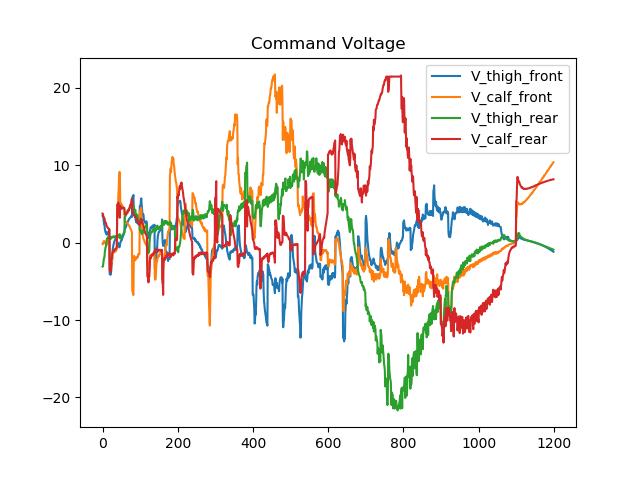 Command Voltage
V_thigh_front
V_calf_front
V_thigh_rear
V_calf_rear
20
10
0
−10
−20
0 200 400 600 800 1000 1200